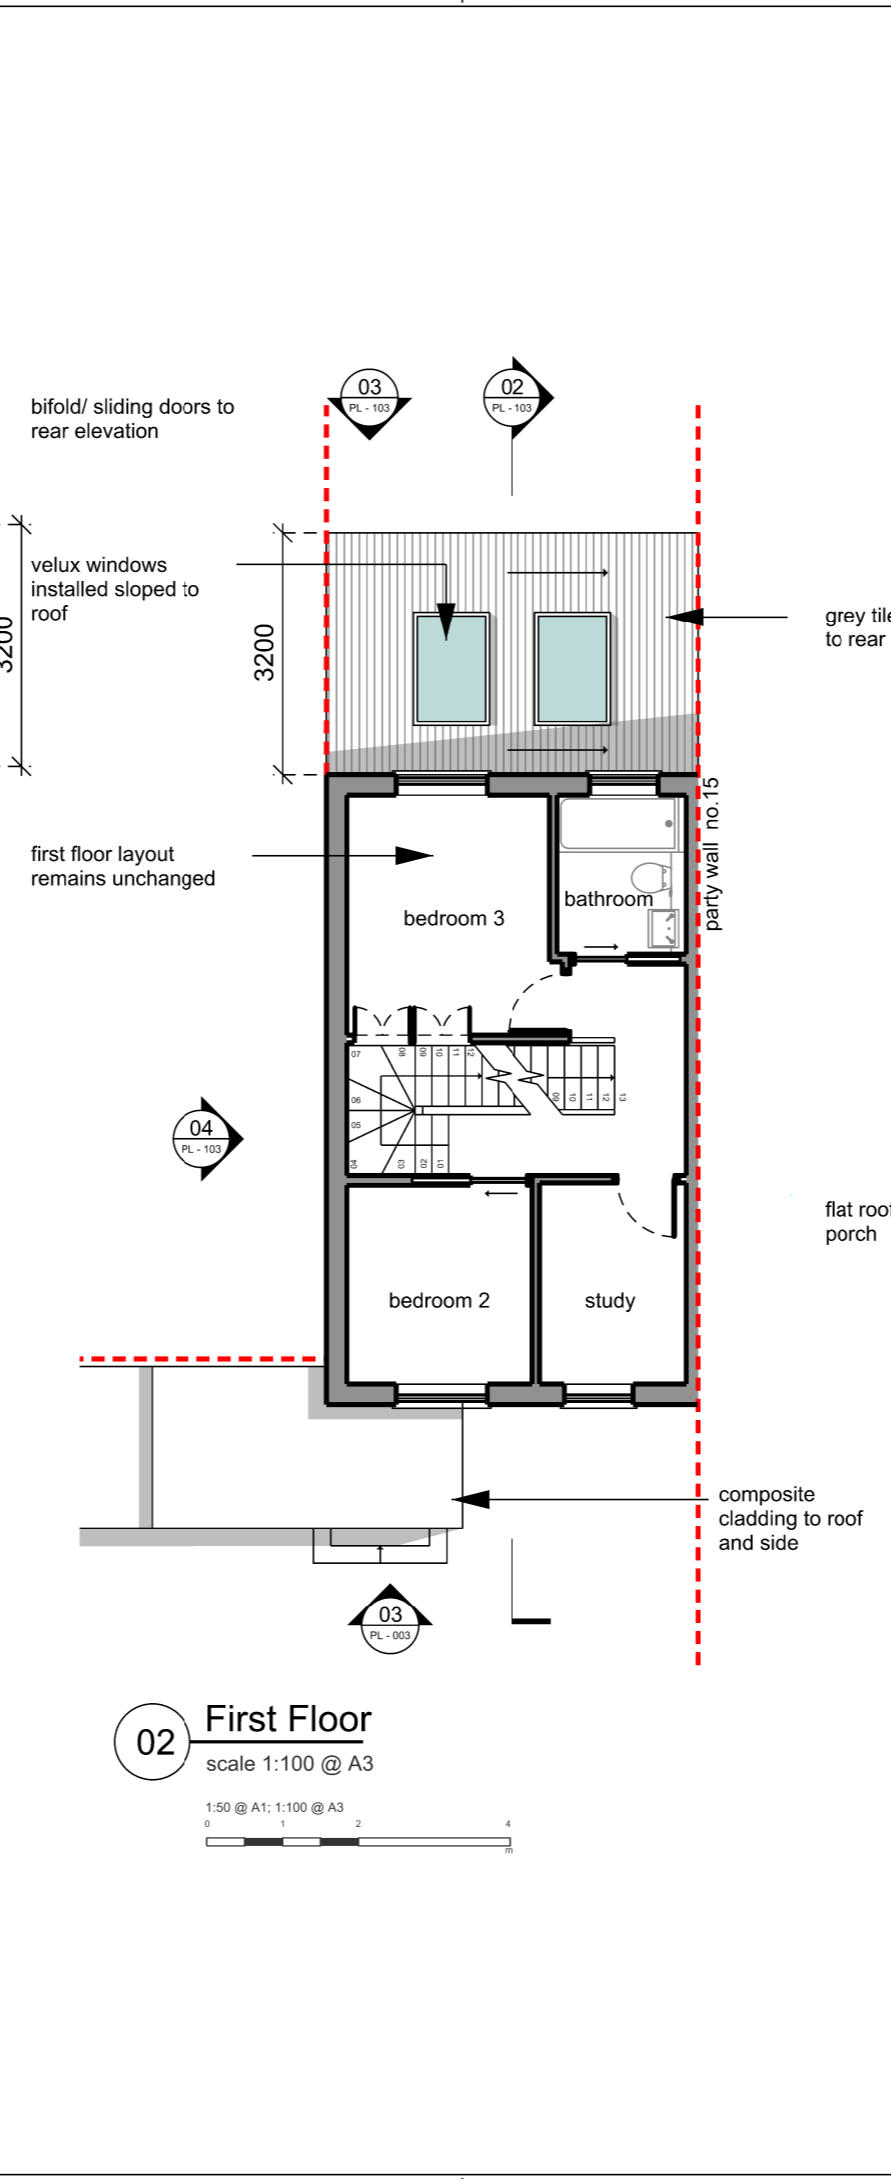 03
PL - 103
02
PL - 103
bifold/ sliding doors to
rear elevation
velux windows
installed sloped to
roof
3200
3200
grey tile
to rear
first floor layout
remains unchanged
party wall no.15
bathroom
bedroom 3
07
08
09
10
11
12
06
05
04
03
02
01
09
10
11
12
13
04
PL - 103
flat roof
porch
bedroom 2
study
composite
cladding to roof
and side
03
PL - 003
02
First Floor
scale 1:100 @ A3
1:50 @ A1; 1:100 @ A3
0 1 2 4
m